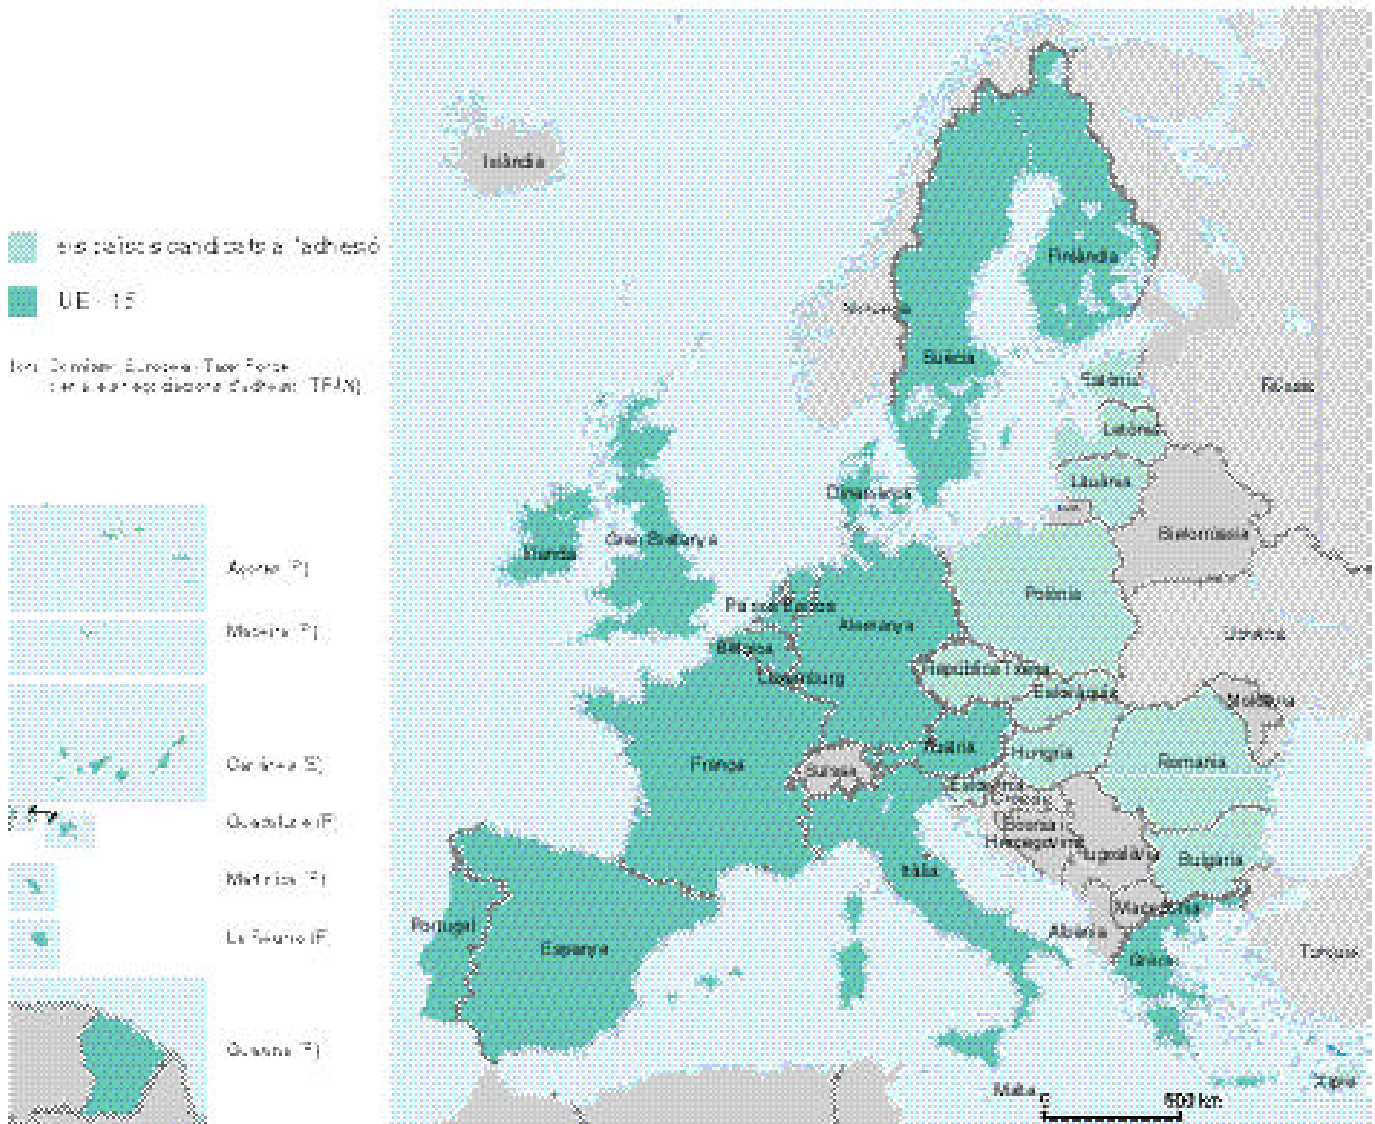 Islàndia
els països candidats a l'adhesió
UE - 15
Finlàndia
Noruega
Suècia
Estònia
Rússia
Letònia
Lituània
Dinamarca
Irlanda
Gran Bretanya
Bielorússia
Polònia
Països Baixos
Alemanya
Ucraïna
Bèlgica
Luxemburg
República Txeca
Eslovàquia
Moldàvia
Àustria
Hongria
França
Suïssa
Romania
Eslovènia
Croàcia
Bòsnia i
Hercegovina
Iugoslàvia
Bulgària
Itàlia
Macedònia
Albània
Portugal
Espanya
Grècia
Turquia
Açores (P)
Madeira (P)
Canàries (E)
Guadalupe (F)
Martinica (F)
La Réunion (F)
Guaiana (F)
Malta
Xipre
500 km